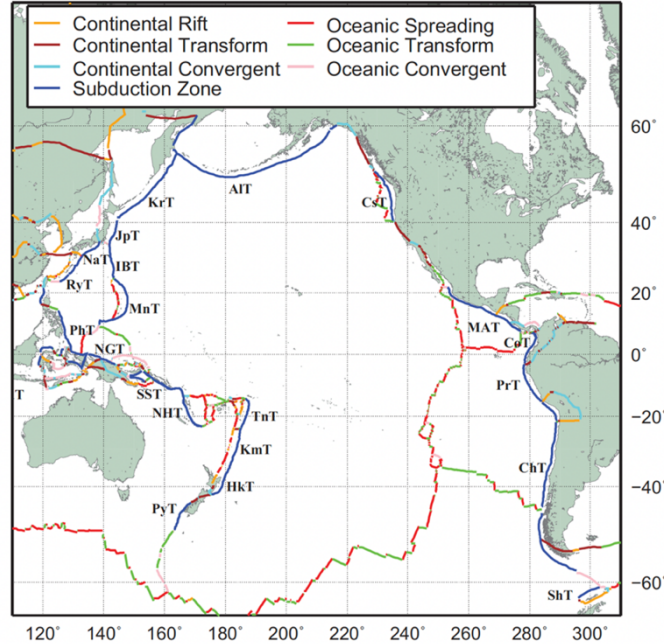 Continental Rift
Oceanic Spreading
Continental Transform
Oceanic Transform
Continental Convergent
Oceanic Convergent
Subduction Zone
60˚
AlT
KrT
CsT
40˚
JpT
NaT
IBT
RyT
20˚
MnT
MAT
PhT
CoT
NGT
0˚
PrT
T
SST
NHT
TnT
−20˚
KmT
ChT
HkT
−40˚
PyT
−60˚
ShT
120˚ 140˚ 160˚ 180˚ 200˚ 220˚ 240˚ 260˚ 280˚ 300˚